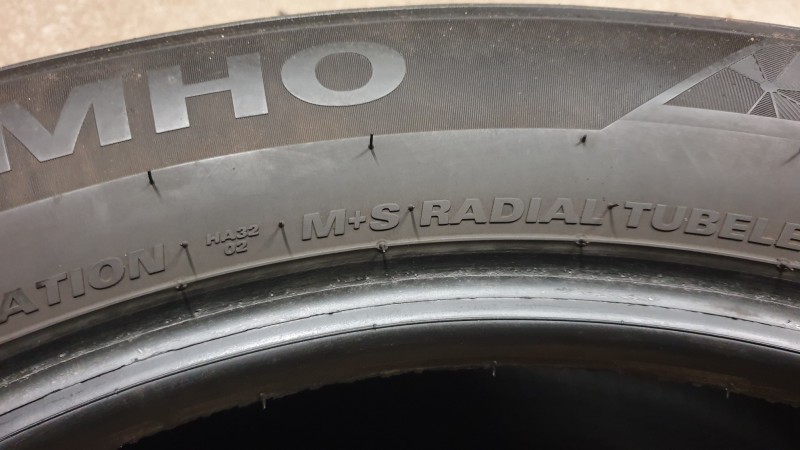 MHO
ATION HA32 M+S RADIAL TUBELE
02